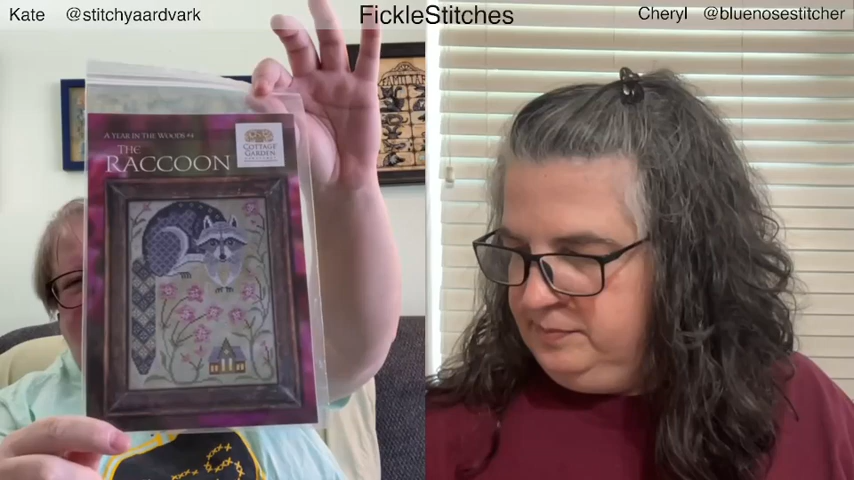 Kate @stitchyaardvark
FickleStitches
Cheryl @bluenosestitcher
A YEAR IN THE WOODS #4
THE
RACCOON
COTTAGE
GARDEN